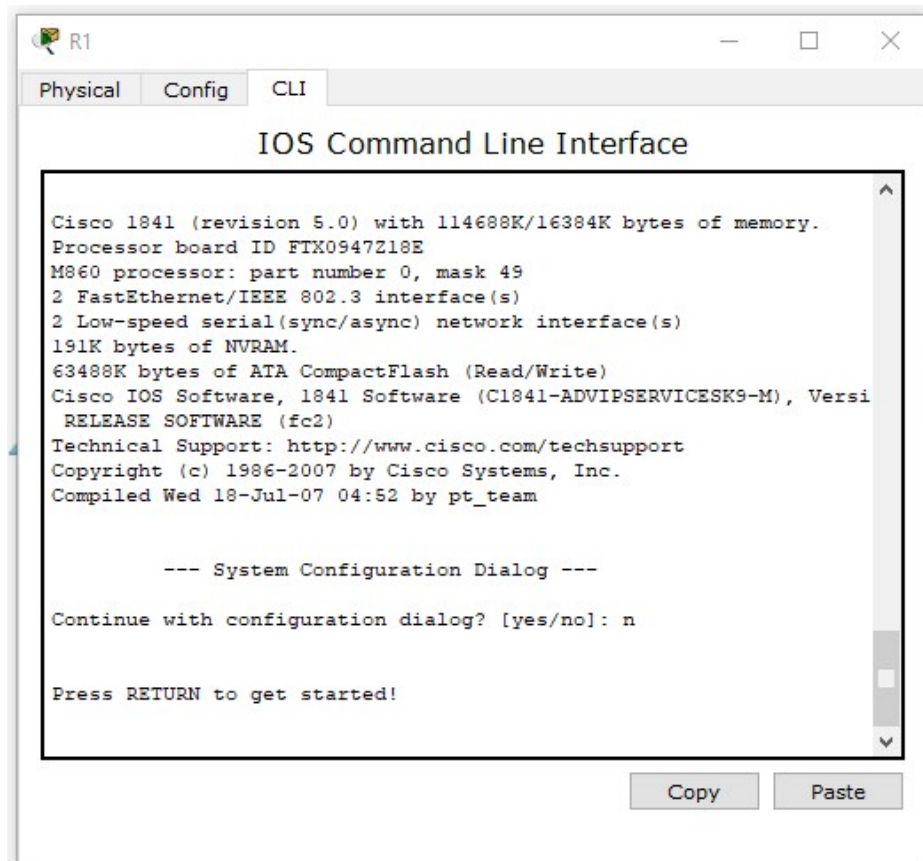 R1
Physical Config CLI
IOS Command Line Interface
Cisco 1841 (revision 5.0) with 114688K/16384K bytes of memory.
Processor board ID FTX0947Z18E
M860 processor: part number 0, mask 49
2 FastEthernet/IEEE 802.3 interface(s)
2 Low-speed serial(sync/async) network interface(s)
191K bytes of NVRAM.
63488K bytes of ATA CompactFlash (Read/Write)
Cisco IOS Software, 1841 Software (C1841-ADVIPSERVICESK9-M), Versi
RELEASE SOFTWARE (fc2)
Technical Support: http://www.cisco.com/techsupport
Copyright (c) 1986-2007 by Cisco Systems, Inc.
Compiled Wed 18-Jul-07 04:52 by pt_team
--- System Configuration Dialog ---
Continue with configuration dialog? [yes/no]: n
Press RETURN to get started!
Copy Paste